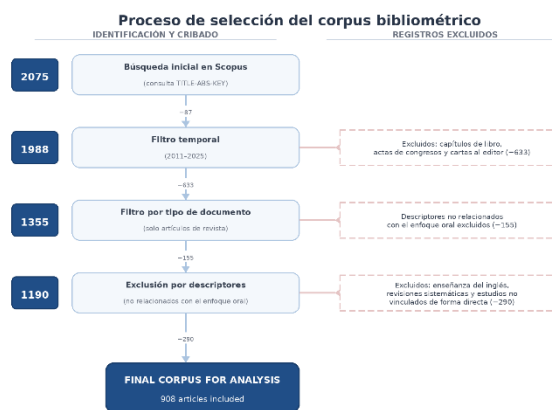 Proceso de selección del corpus bibliométrico
IDENTIFICACIÓN Y CRIBADO
REGISTROS EXCLUIDOS
2075
Búsqueda inicial en Scopus
(consulta TITLE-ABS-KEY)
−87
1988
Filtro temporal
(2011–2025)
Excluidos: capítulos de libro,
actas de congresos y cartas al editor (−633)
−633
1355
Filtro por tipo de documento
(solo artículos de revista)
Descriptores no relacionados
con el enfoque oral excluidos (−155)
−155
1190
Exclusión por descriptores
(no relacionados con el enfoque oral)
Excluidos: enseñanza del inglés,
revisiones sistemáticas y estudios no
vinculados de forma directa (−290)
−290
FINAL CORPUS FOR ANALYSIS
908 articles included